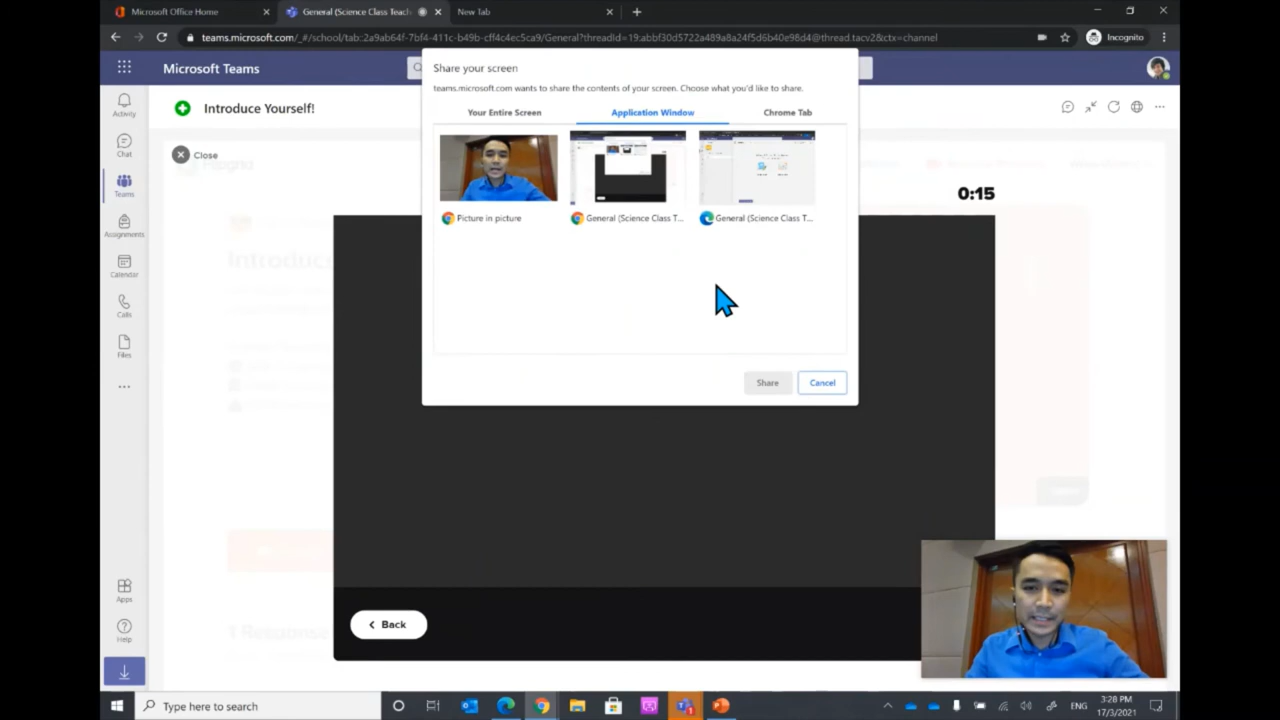 Microsoft Office Home
General (Science Class Teach
New Tab
teams.microsoft.com/_#/school/tab:2a9ab64f-7bf4-411c-b49b-cff4c4ec5ca9/General?threadId=19:abbf30d5722a489a8a24f5d6b40e98d4@thread.tacv2&ctx=channel
Incognito
Microsoft Teams
Introduce Yourself!
Share your screen
teams.microsoft.com wants to share the contents of your screen. Choose what you'd like to share.
Your Entire Screen
Application Window
Chrome Tab
Picture in picture
General (Science Class T...
General (Science Class T...
Share
Cancel
Activity
Chat
Teams
Assignments
Calendar
Calls
Files
Apps
Help
Close
0:15
Introduc
1 Response
Back
Type here to search
ENG
3:28 PM
17/3/2021